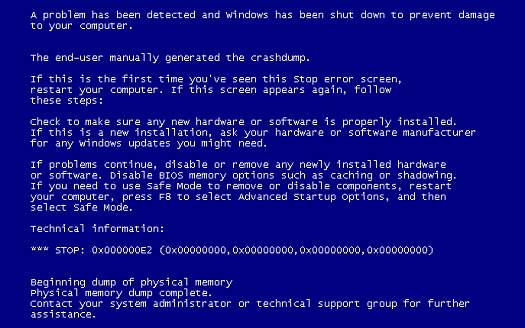 A problem has been detected and Windows has been shut down to prevent damage
to your computer.
The end-user manually generated the crashdump.
If this is the first time you've seen this Stop error screen,
restart your computer. If this screen appears again, follow
these steps:
Check to make sure any new hardware or software is properly installed.
If this is a new installation, ask your hardware or software manufacturer
for any Windows updates you might need.
If problems continue, disable or remove any newly installed hardware
or software. Disable BIOS memory options such as caching or shadowing.
If you need to use Safe Mode to remove or disable components, restart
your computer, press F8 to select Advanced Startup Options, and then
select Safe Mode.
Technical information:
*** STOP: 0x000000E2 (0x00000000,0x00000000,0x00000000,0x00000000)
Beginning dump of physical memory
Physical memory dump complete.
Contact your system administrator or technical support group for further
assistance.